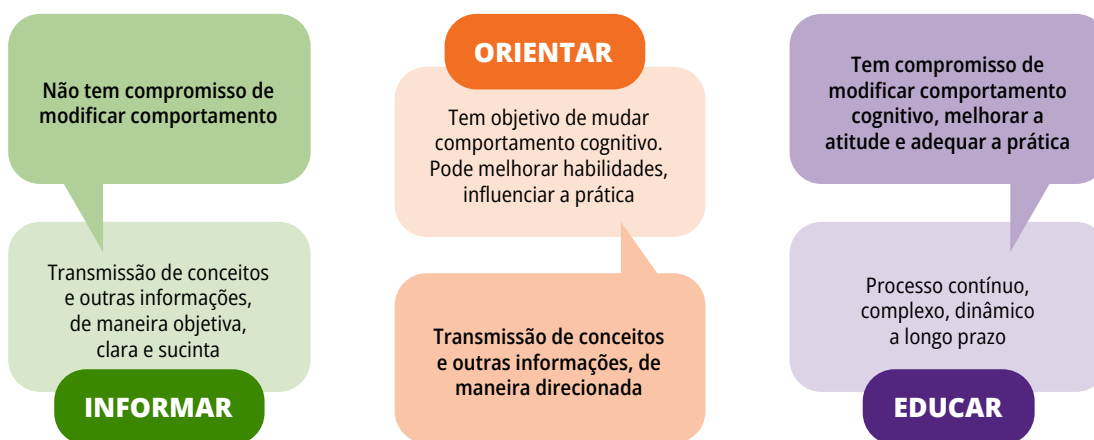 Não tem compromisso de
modificar comportamento
Transmissão de conceitos
e outras informações,
de maneira objetiva,
clara e sucinta
INFORMAR
ORIENTAR
Tem objetivo de mudar
comportamento cognitivo.
Pode melhorar habilidades,
influenciar a prática
Transmissão de conceitos
e outras informações, de
maneira direcionada
Tem compromisso de
modificar comportamento
cognitivo, melhorar a
atitude e adequar a prática
Processo contínuo,
complexo, dinâmico
a longo prazo
EDUCAR